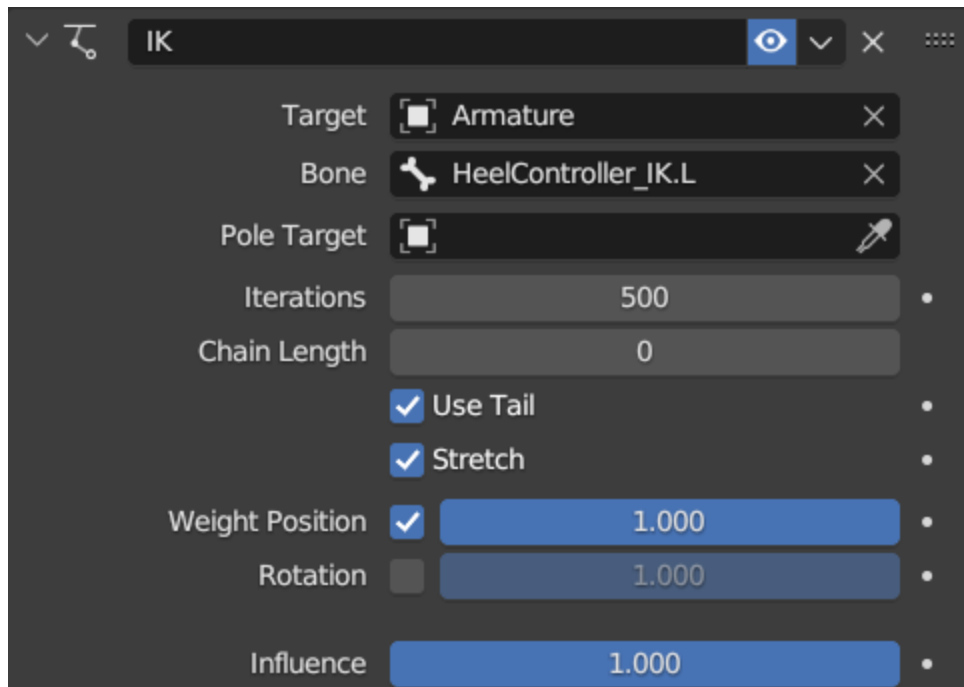 IK
Target Armature
Bone HeelController_IK.L
Pole Target
Iterations 500
Chain Length 0
Use Tail
Stretch
Weight Position 1.000
Rotation 1.000
Influence 1.000